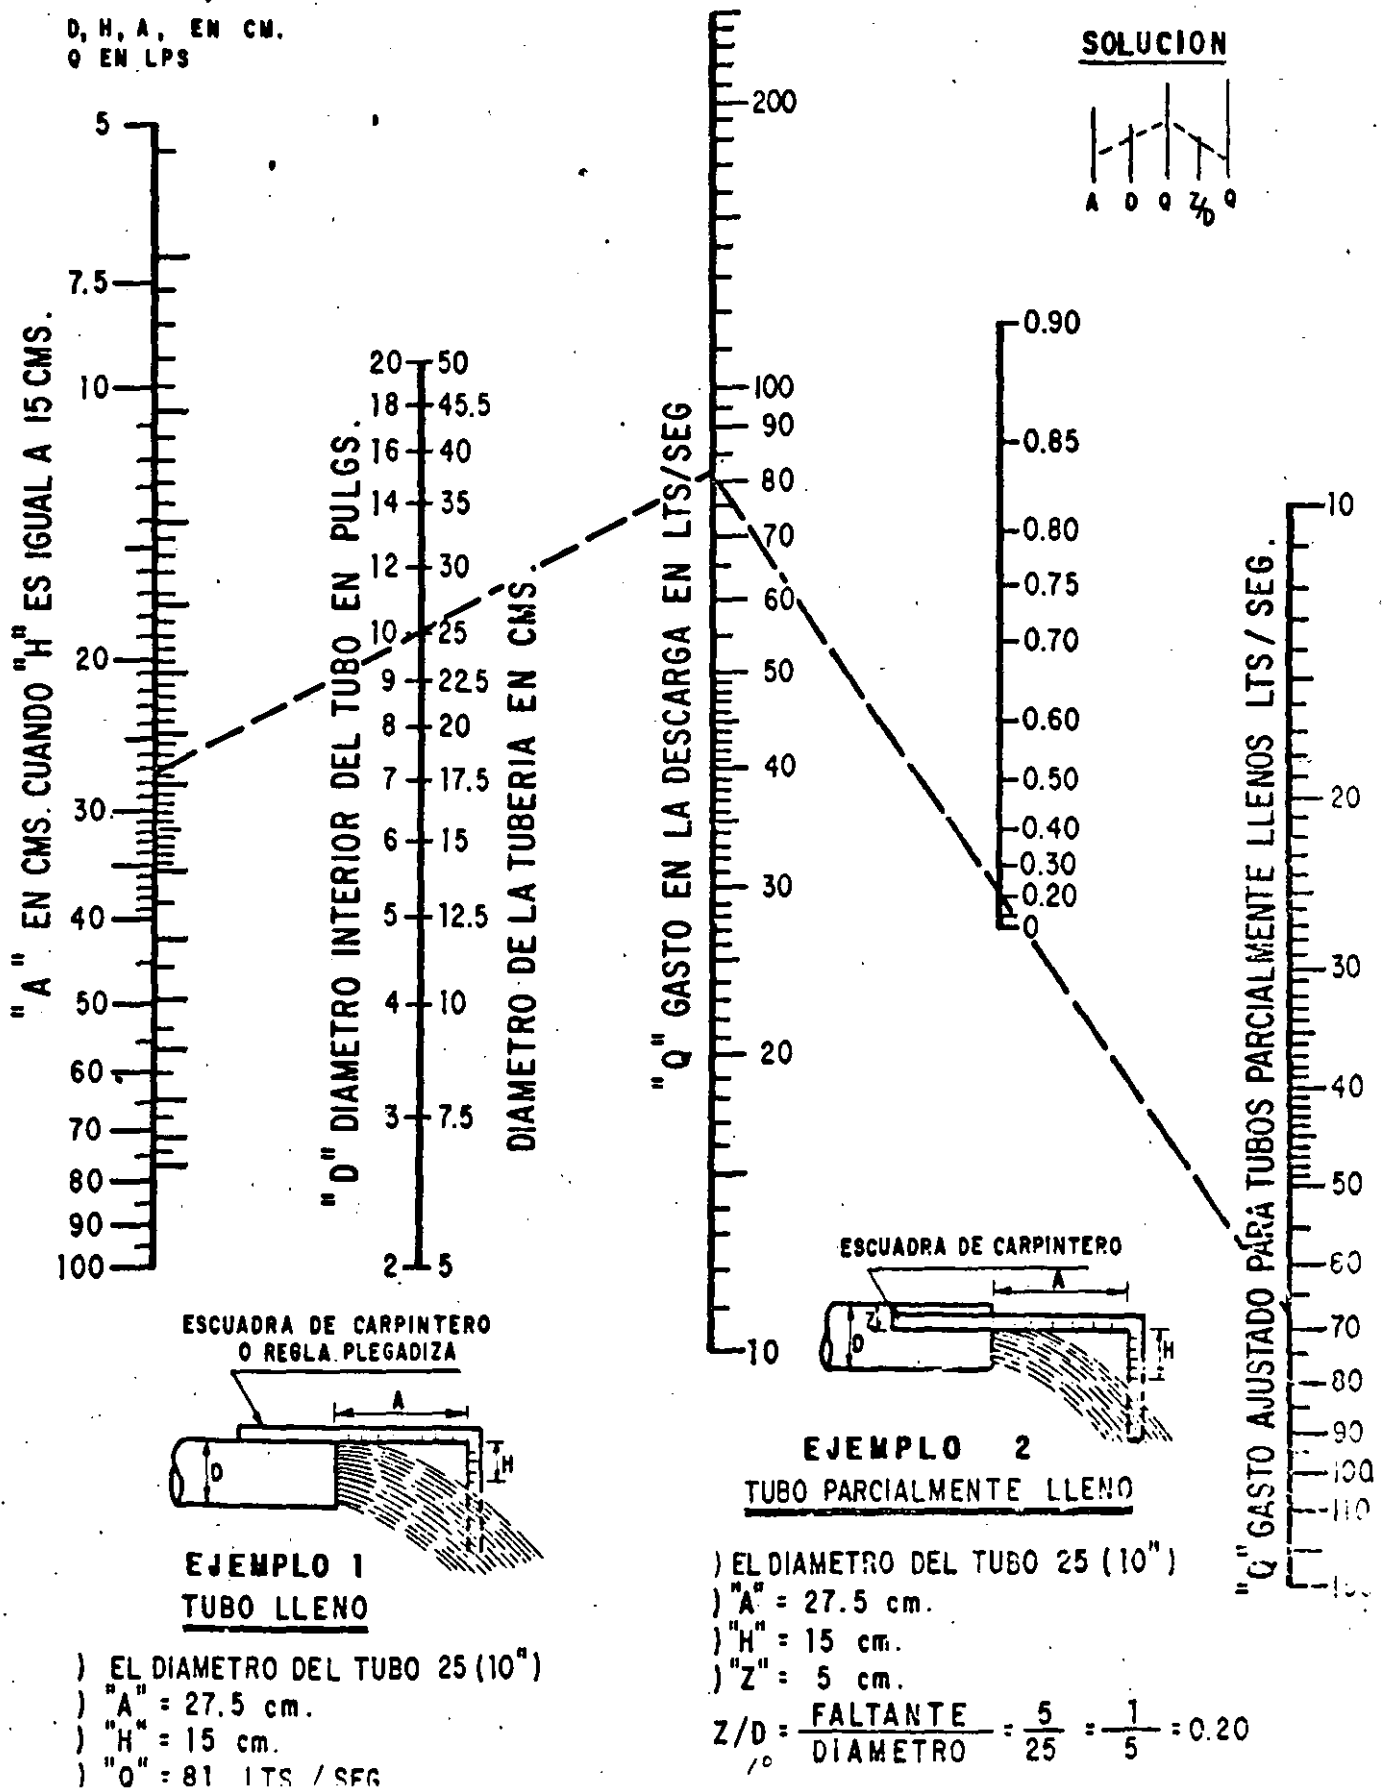 D, H, A, EN CM.
Q EN LPS
SOLUCION
A D Q Z/D Q
"A" EN CMS. CUANDO "H" ES IGUAL A 15 CMS.
5
7.5
10
20
30
40
50
60
70
80
90
100
"D" DIAMETRO INTERIOR DEL TUBO EN PULGS.
20
18
16
14
12
10
9
8
7
6
5
4
3
2
50
45.5
40
35
30
25
22.5
20
17.5
15
12.5
10
7.5
5
DIAMETRO DE LA TUBERIA EN CMS
"Q" GASTO EN LA DESCARGA EN LTS/SEG
200
100
90
80
70
60
50
40
30
20
10
0.90
0.85
0.80
0.75
0.70
0.60
0.50
0.40
0.30
0.20
0
"Q" GASTO AJUSTADO PARA TUBOS PARCIALMENTE LLENOS LTS/SEG.
10
20
30
40
50
60
70
80
90
100
110
ESCUADRA DE CARPINTERO
O REGLA PLEGADIZA
A
D
H
EJEMPLO 1
TUBO LLENO
) EL DIAMETRO DEL TUBO 25 (10")
) "A" = 27.5 cm.
) "H" = 15 cm.
) "Q" = 81 LTS / SEG
ESCUADRA DE CARPINTERO
A
Z
D
H
EJEMPLO 2
TUBO PARCIALMENTE LLENO
) EL DIAMETRO DEL TUBO 25 (10")
) "A" = 27.5 cm.
) "H" = 15 cm.
) "Z" = 5 cm.
Z/D = FALTANTE / DIAMETRO = 5/25 = 1/5 = 0.20